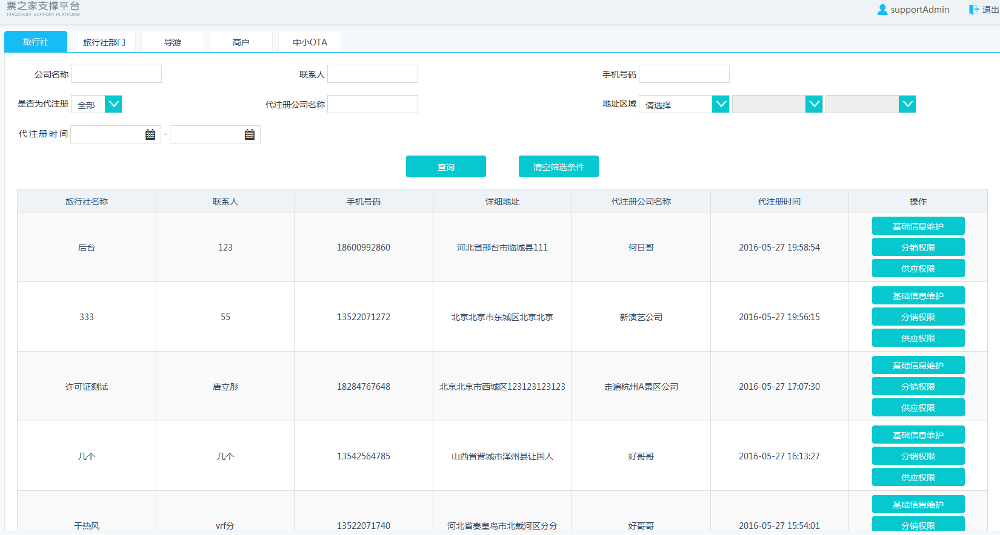 票之家支撑平台
PIAOZHIJIA SUPPORT PLATFORM
supportAdmin 退出
旅行社 旅行社部门 导游 商户 中小OTA
公司名称 联系人 手机号码
是否为代注册 全部 代注册公司名称 地址区域 请选择
代注册时间 -
查询 清空筛选条件
旅行社名称 联系人 手机号码 详细地址 代注册公司名称 代注册时间 操作
基础信息维护
后台 123 18600992860 河北省邢台市临城县111 何日哥 2016-05-27 19:58:54 分销权限
供应权限
基础信息维护
333 55 13522071272 北京北京市东城区北京北京 新演艺公司 2016-05-27 19:56:15 分销权限
供应权限
基础信息维护
许可证测试 唐立彤 18284767648 北京北京市西城区123123123123 走遍杭州A景区公司 2016-05-27 17:07:30 分销权限
供应权限
基础信息维护
几个 几个 13542564785 山西省晋城市泽州县让国人 好哥哥 2016-05-27 16:13:27 分销权限
供应权限
基础信息维护
干热风 vrf分 13522071740 河北省秦皇岛市北戴河区分分 好哥哥 2016-05-27 15:54:01 分销权限